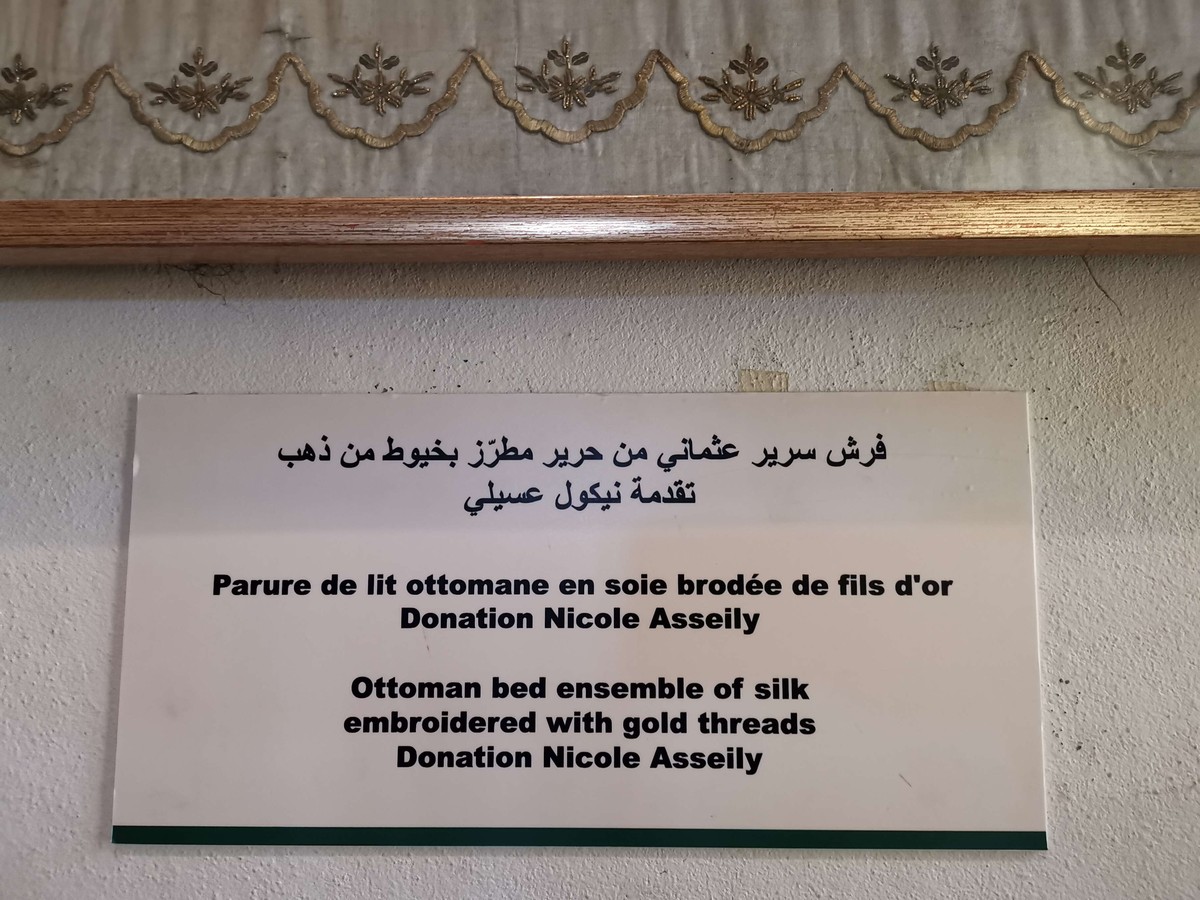 فرش سرير عثماني من حرير مطرّز بخيوط من ذهب
تقدمة نيكول عسيلي
Parure de lit ottomane en soie brodée de fils d'or
Donation Nicole Asseily
Ottoman bed ensemble of silk
embroidered with gold threads
Donation Nicole Asseily